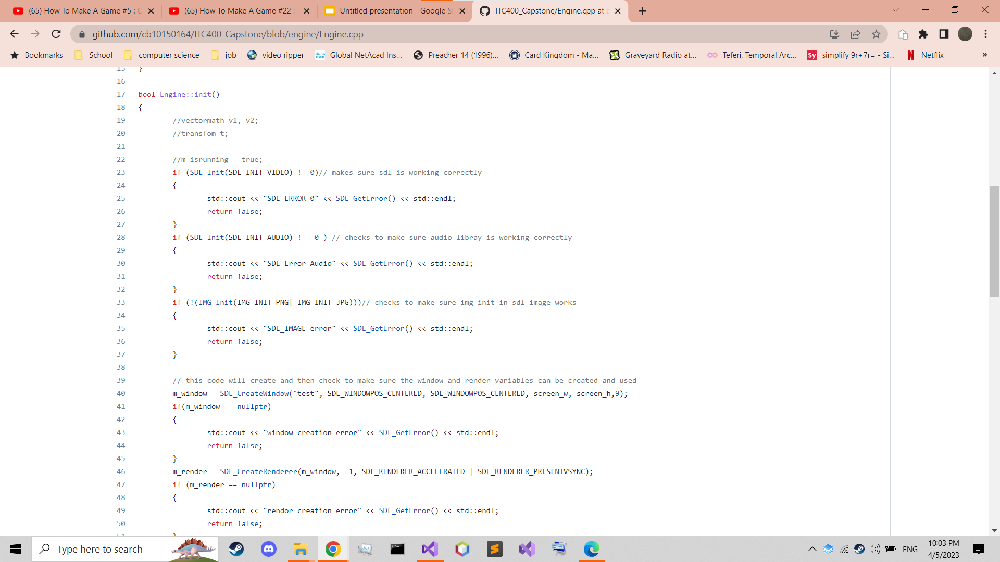 (65) How To Make A Game #5 : C
(65) How To Make A Game #22 :
Untitled presentation - Google Sl
ITC400_Capstone/Engine.cpp at e
github.com/cb10150164/ITC400_Capstone/blob/engine/Engine.cpp
Bookmarks School computer science job video ripper Global NetAcad Ins... Preacher 14 (1996)... Card Kingdom - Ma... Graveyard Radio at... Teferi, Temporal Arc... Sy simplify 9r+7r= - Si... Netflix »
15 }
16
17 bool Engine::init()
18 {
19 //vectormath v1, v2;
20 //transfom t;
21
22 //m_isrunning = true;
23 if (SDL_Init(SDL_INIT_VIDEO) != 0)// makes sure sdl is working correctly
24 {
25 std::cout << "SDL ERROR 0" << SDL_GetError() << std::endl;
26 return false;
27 }
28 if (SDL_Init(SDL_INIT_AUDIO) !=  0 ) // checks to make sure audio libray is working correctly
29 {
30 std::cout << "SDL Error Audio" << SDL_GetError() << std::endl;
31 return false;
32 }
33 if (!(IMG_Init(IMG_INIT_PNG| IMG_INIT_JPG)))// checks to make sure img_init in sdl_image works
34 {
35 std::cout << "SDL_IMAGE error" << SDL_GetError() << std::endl;
36 return false;
37 }
38
39 // this code will create and then check to make sure the window and render variables can be created and used
40 m_window = SDL_CreateWindow("test", SDL_WINDOWPOS_CENTERED, SDL_WINDOWPOS_CENTERED, screen_w, screen_h,9);
41 if(m_window == nullptr)
42 {
43 std::cout << "window creation error" << SDL_GetError() << std::endl;
44 return false;
45 }
46 m_render = SDL_CreateRenderer(m_window, -1, SDL_RENDERER_ACCELERATED | SDL_RENDERER_PRESENTVSYNC);
47 if (m_render == nullptr)
48 {
49 std::cout << "rendor creation error" << SDL_GetError() << std::endl;
50 return false;
51 }
Type here to search
ENG
10:03 PM
4/5/2023